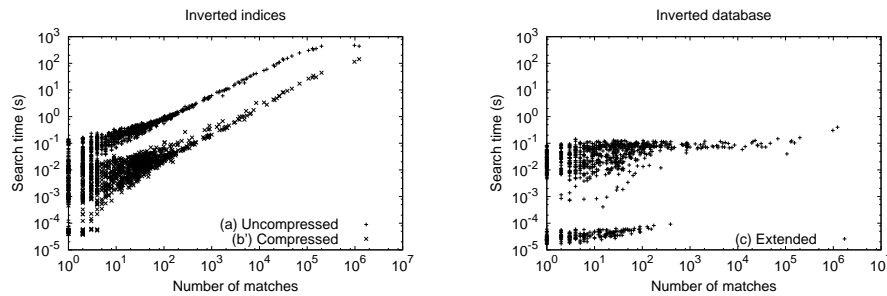 Inverted indices
10^3
10^2
10^1
10^0
10^-1
10^-2
10^-3
10^-4
10^-5
Search time (s)
(a) Uncompressed
(b') Compressed
10^0 10^1 10^2 10^3 10^4 10^5 10^6 10^7
Number of matches
Inverted database
10^3
10^2
10^1
10^0
10^-1
10^-2
10^-3
10^-4
10^-5
Search time (s)
(c) Extended
10^0 10^1 10^2 10^3 10^4 10^5 10^6 10^7
Number of matches